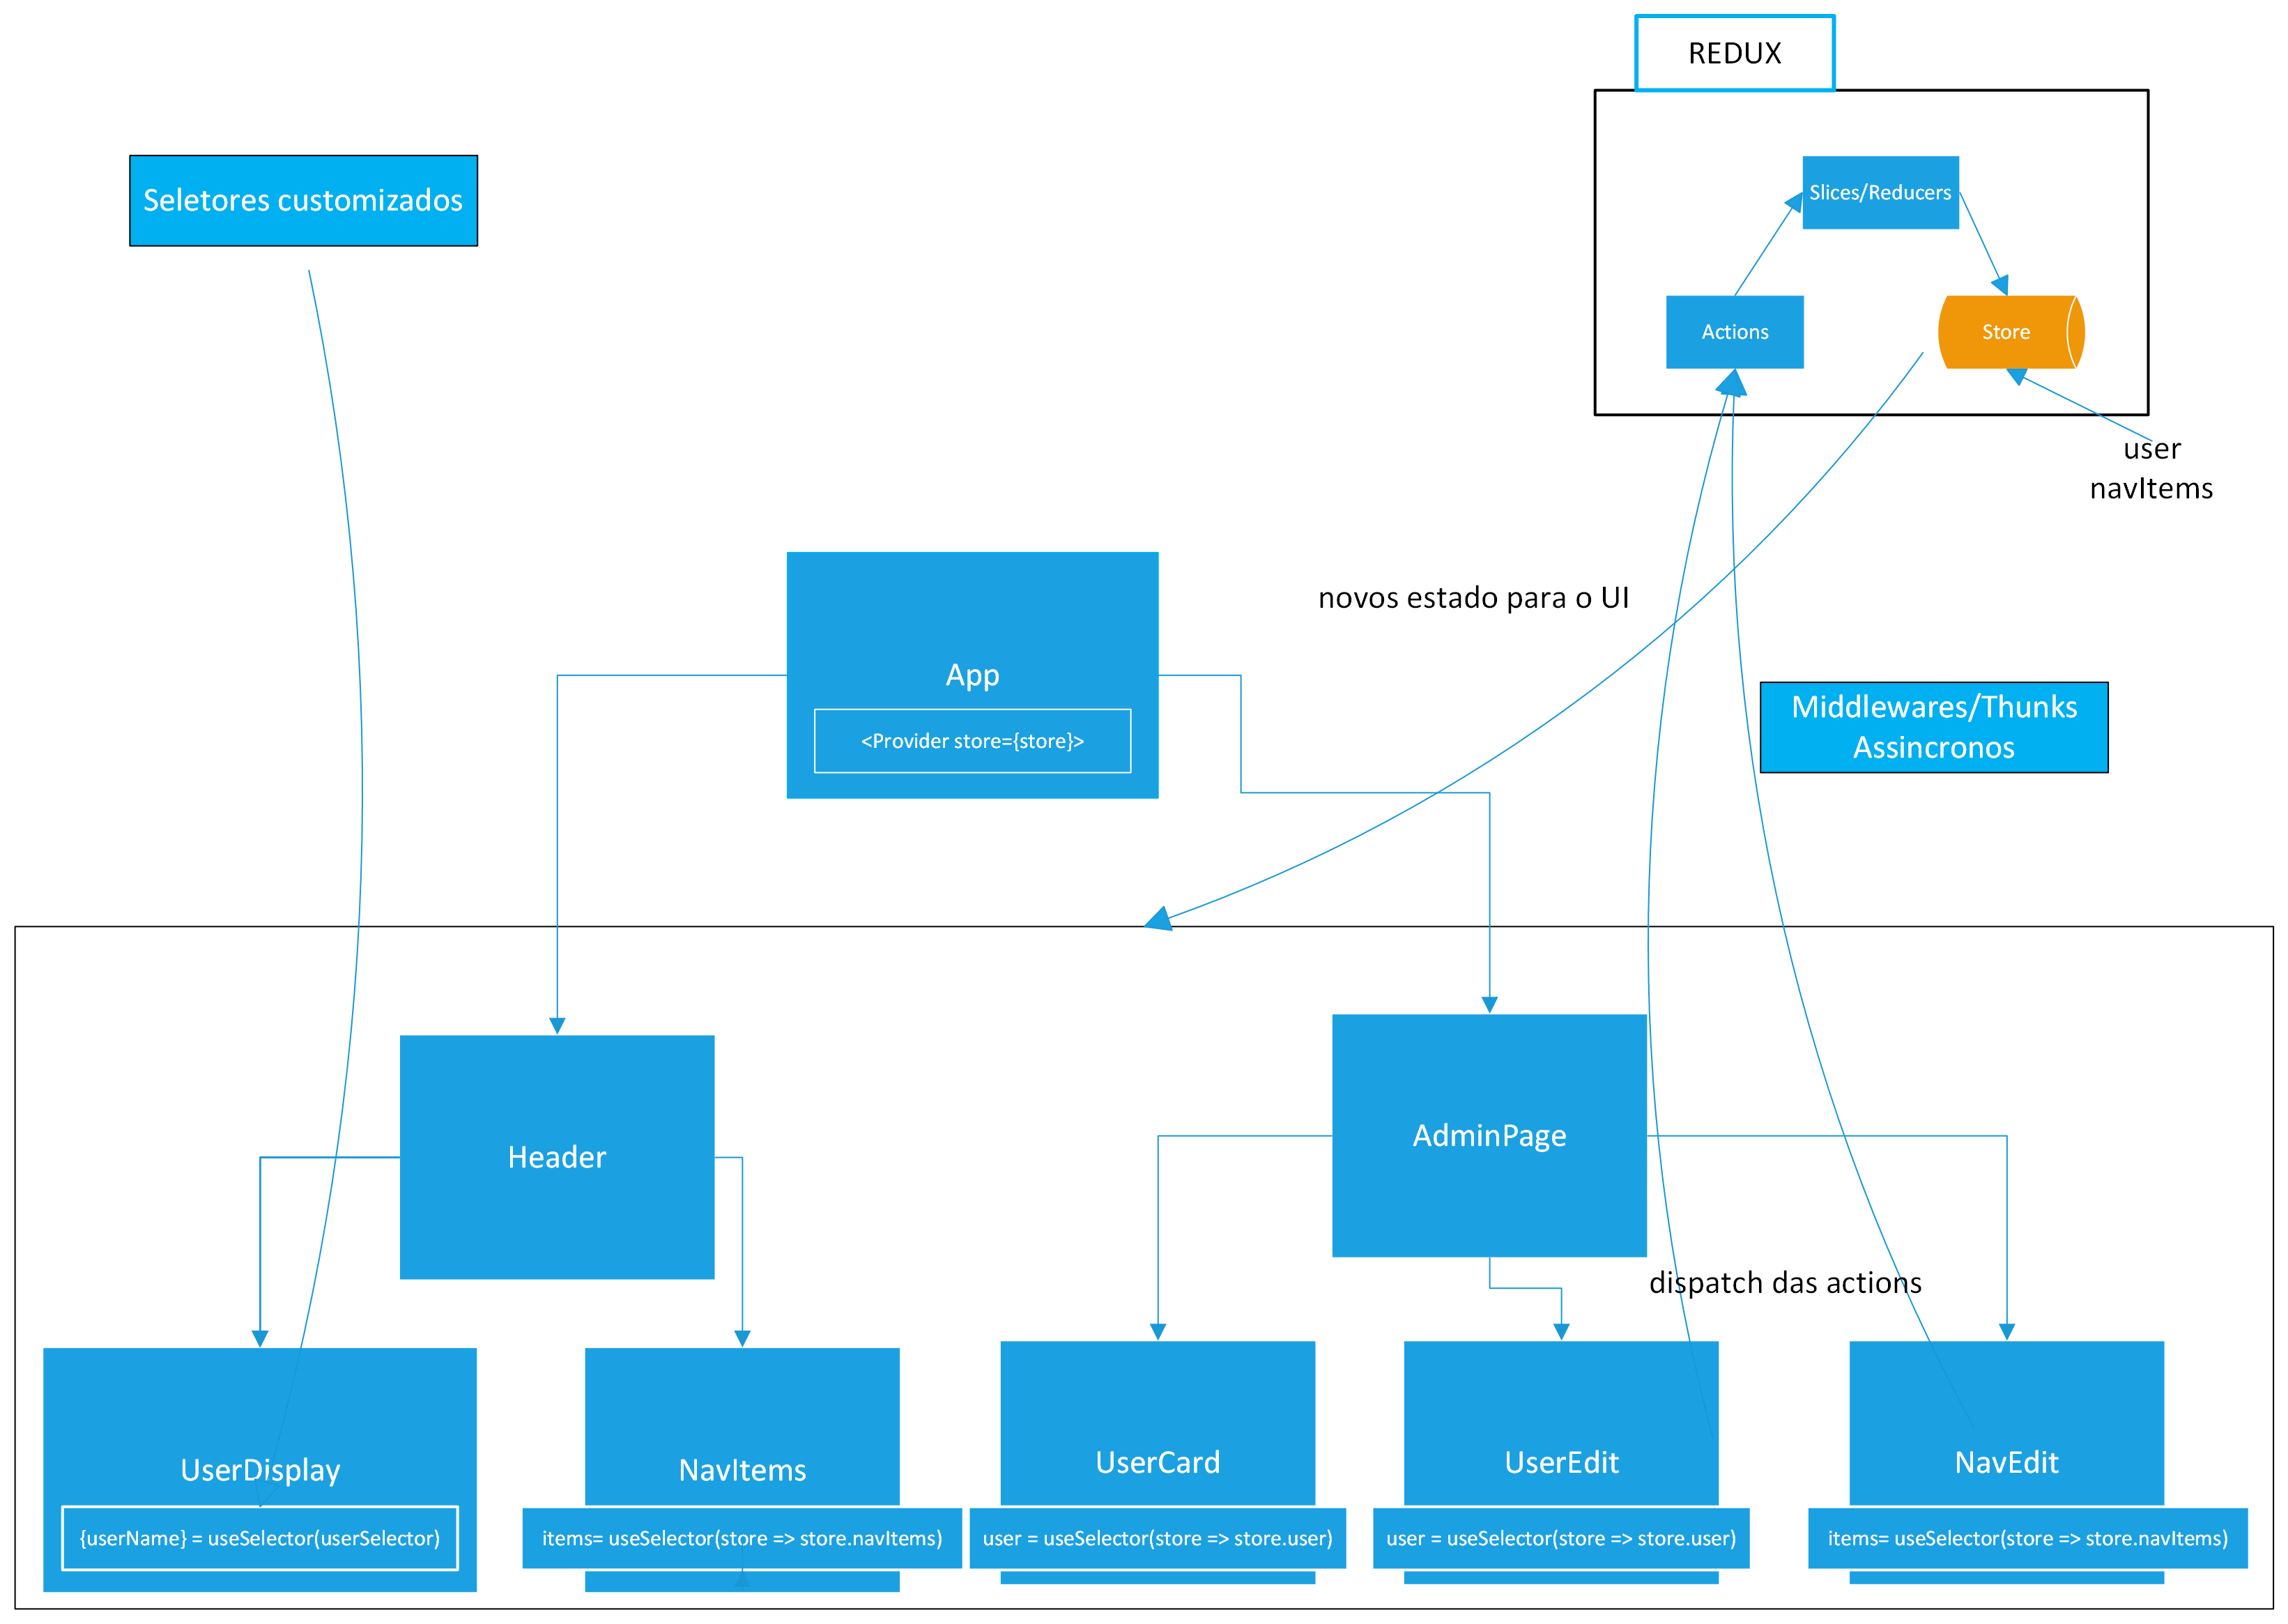 REDUX
Seletores customizados
Slices/Reducers
Actions
Store
user
navItems
novos estado para o UI
App
<Provider store={store}>
Middlewares/Thunks
Assincronos
Header
AdminPage
dispatch das actions
UserDisplay
{userName} = useSelector(userSelector)
NavItems
items= useSelector(store => store.navItems)
UserCard
user = useSelector(store => store.user)
UserEdit
user = useSelector(store => store.user)
NavEdit
items= useSelector(store => store.navItems)